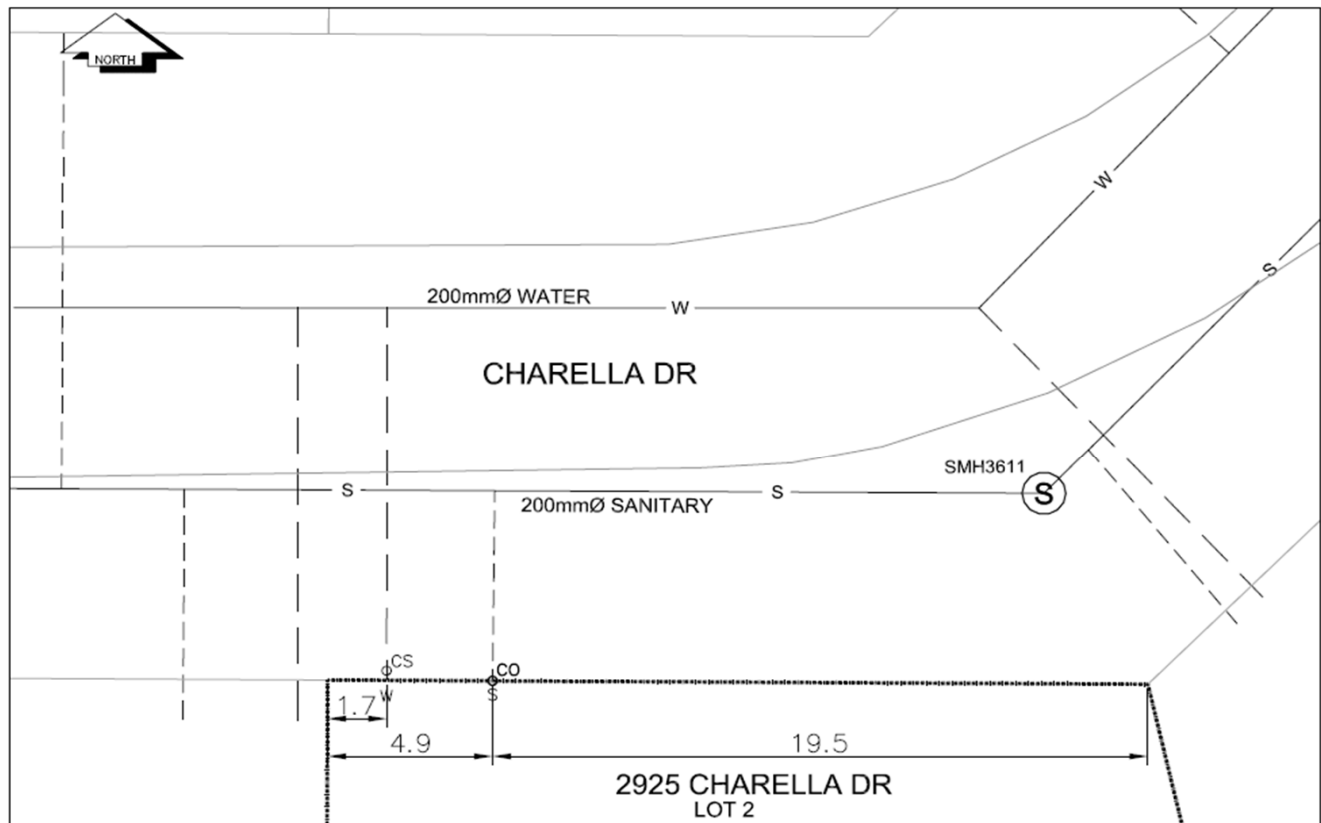 NORTH
W
S
200mmØ WATER
W
CHARELLA DR
SMH3611
S
S
S
200mmØ SANITARY
CS
CO
W
S
1.7
4.9
19.5
2925 CHARELLA DR
LOT 2